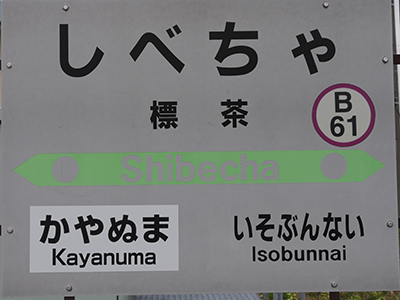 しべちゃ
標茶
B
61
Shibecha
かやぬま
Kayanuma
いそぶんない
Isobunnai